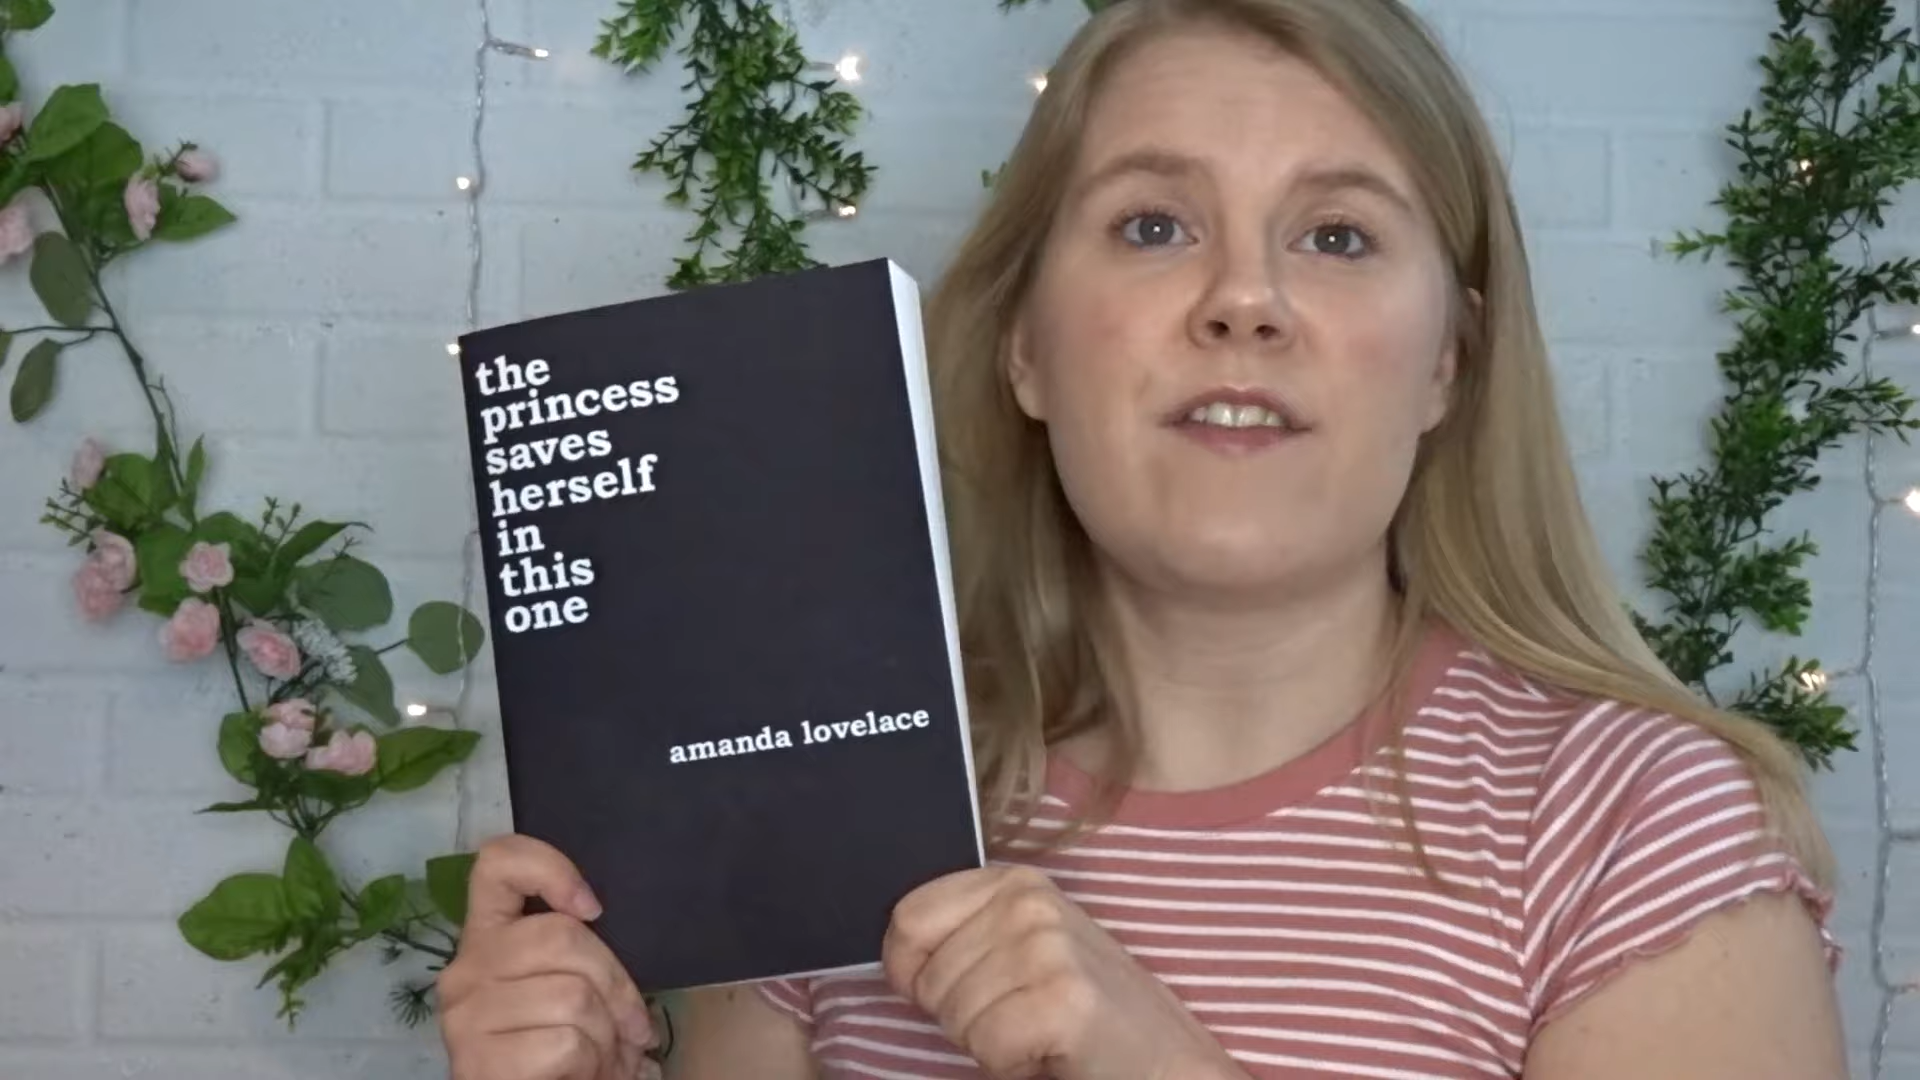 the
princess
saves
herself
in
this
one
amanda lovelace